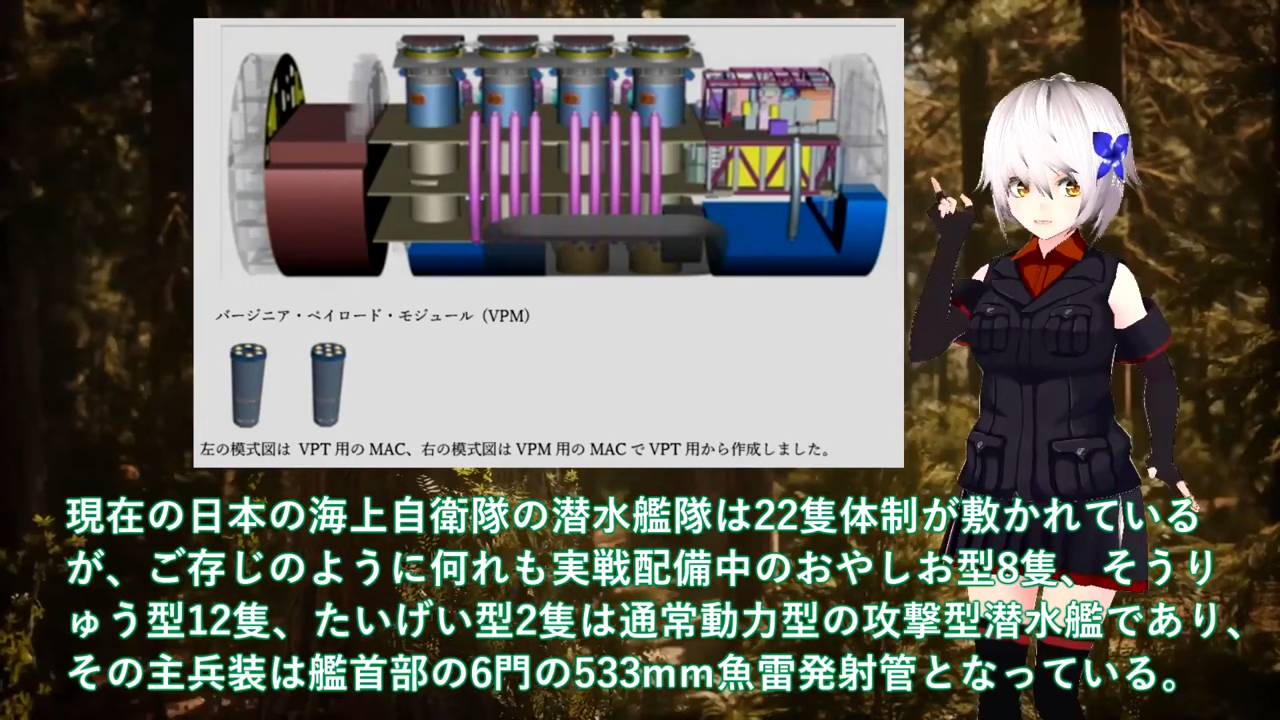 バージニア・ペイロード・モジュール（VPM）
左の模式図は VPT 用の MAC、右の模式図は VPM 用の MAC で VPT 用から作成しました。
現在の日本の海上自衛隊の潜水艦隊は22隻体制が敷かれている
が、ご存じのように何れも実戦配備中のおやしお型8隻、そうり
ゅう型12隻、たいげい型2隻は通常動力型の攻撃型潜水艦であり、
その主兵装は艦首部の6門の533mm魚雷発射管となっている。